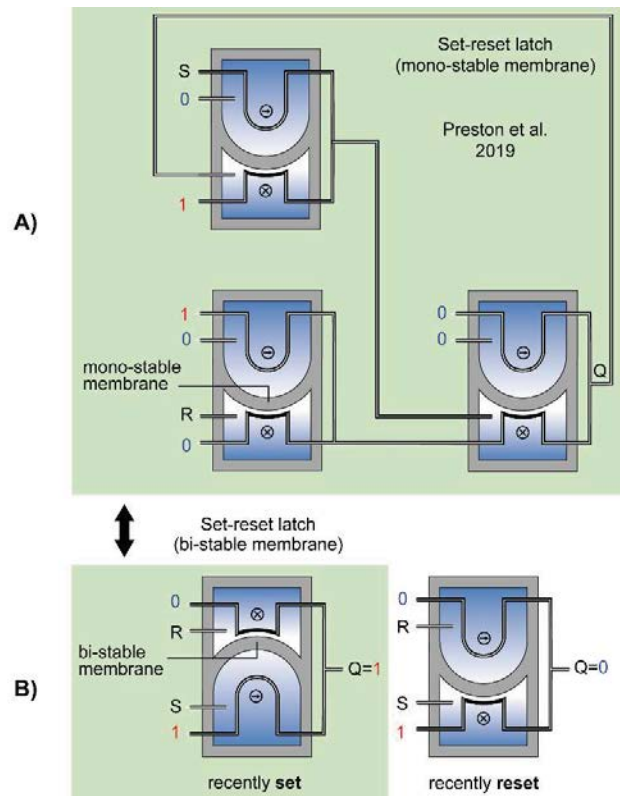 A)
Set-reset latch
(mono-stable membrane)
Preston et al.
2019
S
0
1
1
0
mono-stable
membrane
R
0
0
0
Q
Set-reset latch
(bi-stable membrane)
B)
0
R
bi-stable
membrane
S
1
Q=1
recently set
0
R
S
1
Q=0
recently reset